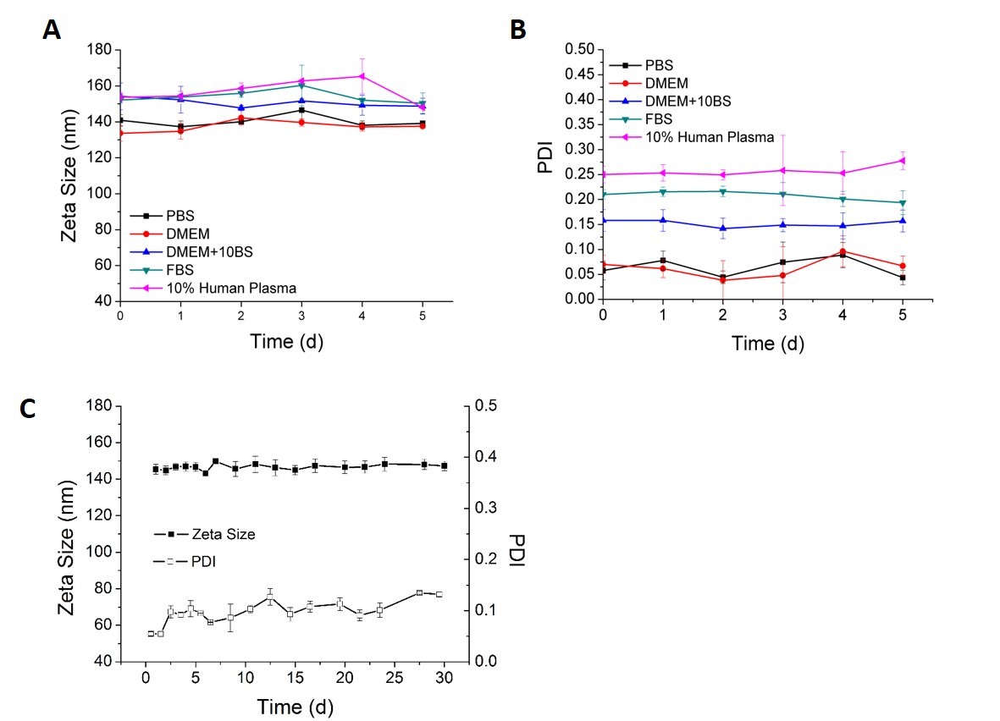 A
180
160
140
120
100
80
60
40
Zeta Size (nm)
PBS
DMEM
DMEM+10BS
FBS
10% Human Plasma
0 1 2 3 4 5
Time (d)
B
0.50
0.45
0.40
0.35
0.30
0.25
0.20
0.15
0.10
0.05
0.00
PDI
PBS
DMEM
DMEM+10BS
FBS
10% Human Plasma
0 1 2 3 4 5
Time (d)
C
180
160
140
120
100
80
60
40
Zeta Size (nm)
Zeta Size
PDI
0.5
0.4
0.3
0.2
0.1
0.0
PDI
0 5 10 15 20 25 30
Time (d)